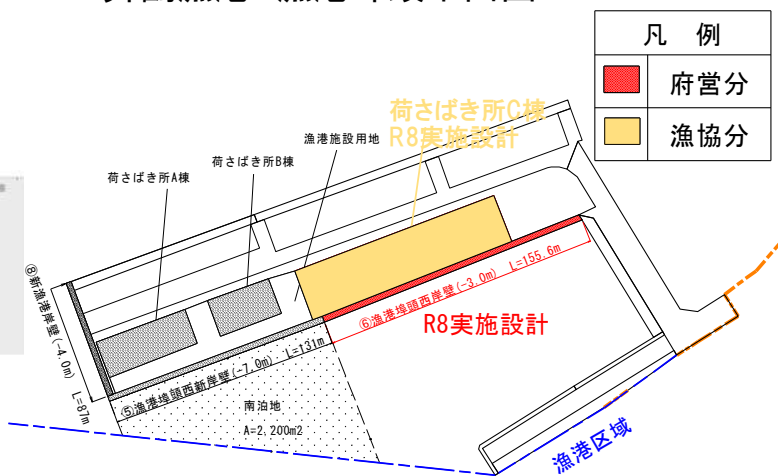 凡 例
府営分
漁協分
荷さばき所C棟
R8実施設計
漁港施設用地
荷さばき所B棟
荷さばき所A棟
⑧新漁港岸壁(-4.0m) L=87m
⑥漁港埠頭西岸壁(-3.0m) L=155.6m
R8実施設計
⑤漁港埠頭西新岸壁(-7.0m) L=131m
南泊地
A=2,200m2
漁港区域